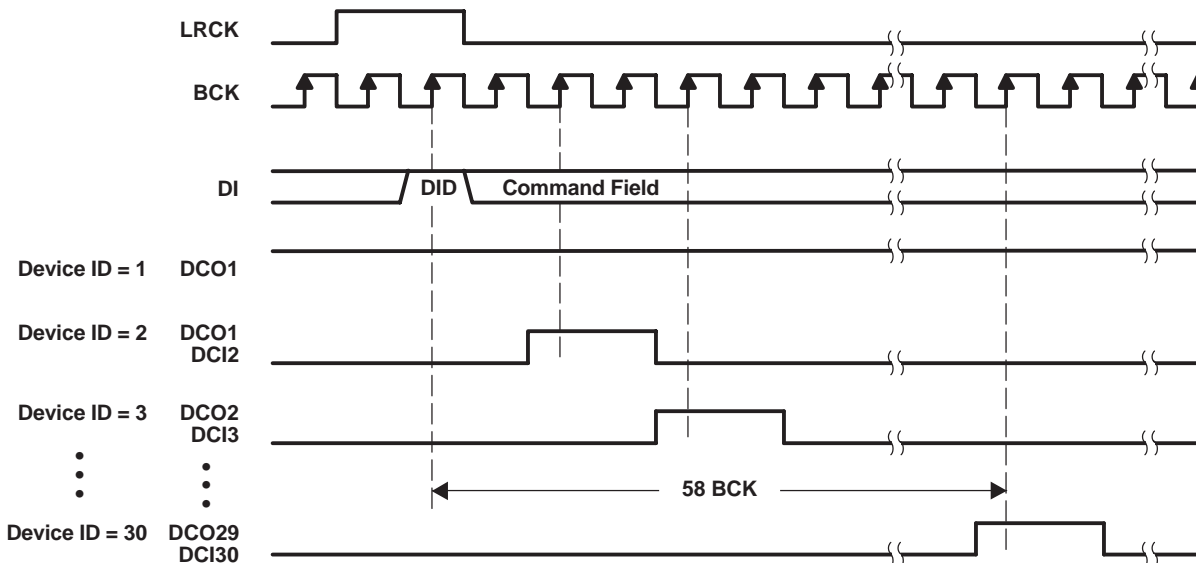 LRCK
BCK
DI
DID
Command Field
Device ID = 1 DCO1
Device ID = 2 DCO1
DCI2
Device ID = 3 DCO2
DCI3
58 BCK
Device ID = 30 DCO29
DCI30